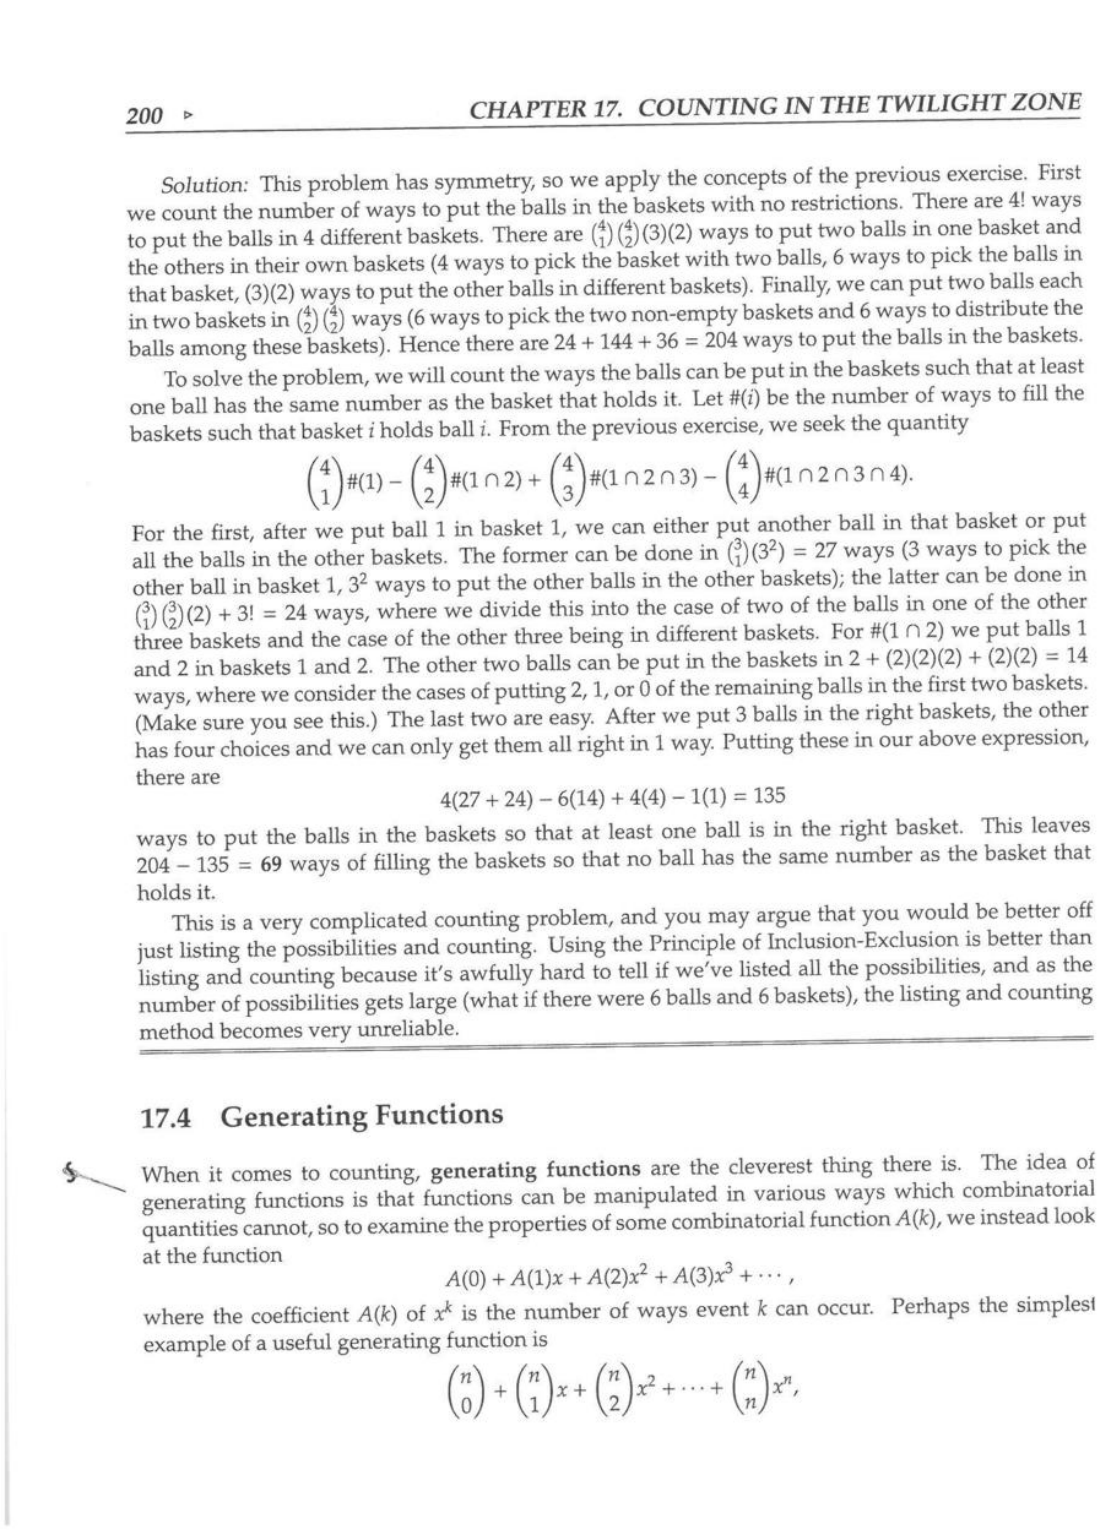 200 ▹ CHAPTER 17. COUNTING IN THE TWILIGHT ZONE
Solution: This problem has symmetry, so we apply the concepts of the previous exercise. First
we count the number of ways to put the balls in the baskets with no restrictions. There are 4! ways
to put the balls in 4 different baskets. There are (4 1)(4 2)(3)(2) ways to put two balls in one basket and
the others in their own baskets (4 ways to pick the basket with two balls, 6 ways to pick the balls in
that basket, (3)(2) ways to put the other balls in different baskets). Finally, we can put two balls each
in two baskets in (4 2)(4 2) ways (6 ways to pick the two non-empty baskets and 6 ways to distribute the
balls among these baskets). Hence there are 24 + 144 + 36 = 204 ways to put the balls in the baskets.
To solve the problem, we will count the ways the balls can be put in the baskets such that at least
one ball has the same number as the basket that holds it. Let #(i) be the number of ways to fill the
baskets such that basket i holds ball i. From the previous exercise, we seek the quantity
(4 1)#(1) − (4 2)#(1 ∩ 2) + (4 3)#(1 ∩ 2 ∩ 3) − (4 4)#(1 ∩ 2 ∩ 3 ∩ 4).
For the first, after we put ball 1 in basket 1, we can either put another ball in that basket or put
all the balls in the other baskets. The former can be done in (3 1)(3²) = 27 ways (3 ways to pick the
other ball in basket 1, 3² ways to put the other balls in the other baskets); the latter can be done in
(3 1)(3 2)(2) + 3! = 24 ways, where we divide this into the case of two of the balls in one of the other
three baskets and the case of the other three being in different baskets. For #(1 ∩ 2) we put balls 1
and 2 in baskets 1 and 2. The other two balls can be put in the baskets in 2 + (2)(2)(2) + (2)(2) = 14
ways, where we consider the cases of putting 2, 1, or 0 of the remaining balls in the first two baskets.
(Make sure you see this.) The last two are easy. After we put 3 balls in the right baskets, the other
has four choices and we can only get them all right in 1 way. Putting these in our above expression,
there are
4(27 + 24) − 6(14) + 4(4) − 1(1) = 135
ways to put the balls in the baskets so that at least one ball is in the right basket. This leaves
204 − 135 = 69 ways of filling the baskets so that no ball has the same number as the basket that
holds it.
This is a very complicated counting problem, and you may argue that you would be better off
just listing the possibilities and counting. Using the Principle of Inclusion-Exclusion is better than
listing and counting because it's awfully hard to tell if we've listed all the possibilities, and as the
number of possibilities gets large (what if there were 6 balls and 6 baskets), the listing and counting
method becomes very unreliable.
17.4 Generating Functions
When it comes to counting, generating functions are the cleverest thing there is. The idea of
generating functions is that functions can be manipulated in various ways which combinatorial
quantities cannot, so to examine the properties of some combinatorial function A(k), we instead look
at the function
A(0) + A(1)x + A(2)x² + A(3)x³ + ··· ,
where the coefficient A(k) of xᵏ is the number of ways event k can occur. Perhaps the simplest
example of a useful generating function is
(n 0) + (n 1)x + (n 2)x² + ··· + (n n)xⁿ,